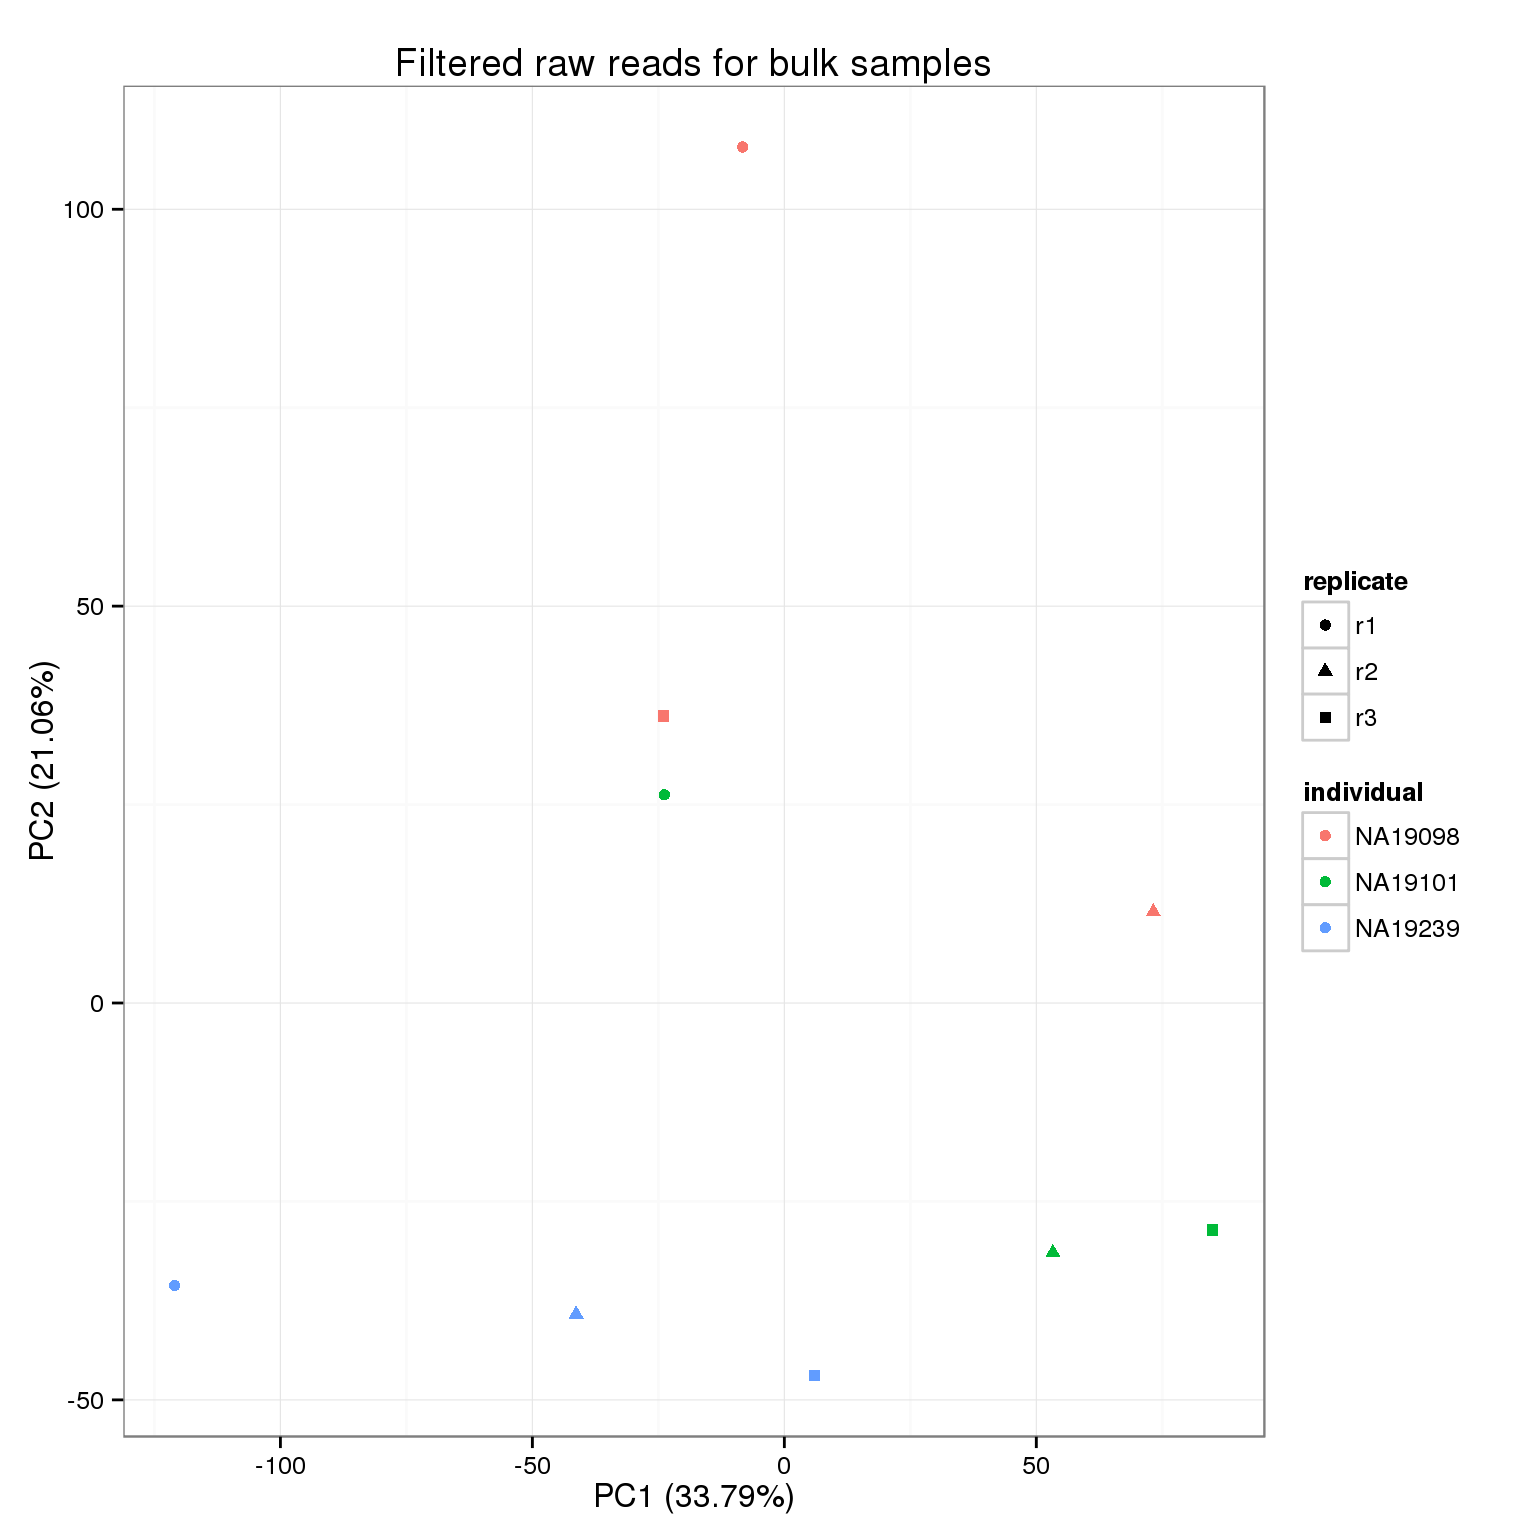 Filtered raw reads for bulk samples
100
50
0
-50
PC2 (21.06%)
-100
-50
0
50
PC1 (33.79%)
replicate
r1
r2
r3
individual
NA19098
NA19101
NA19239